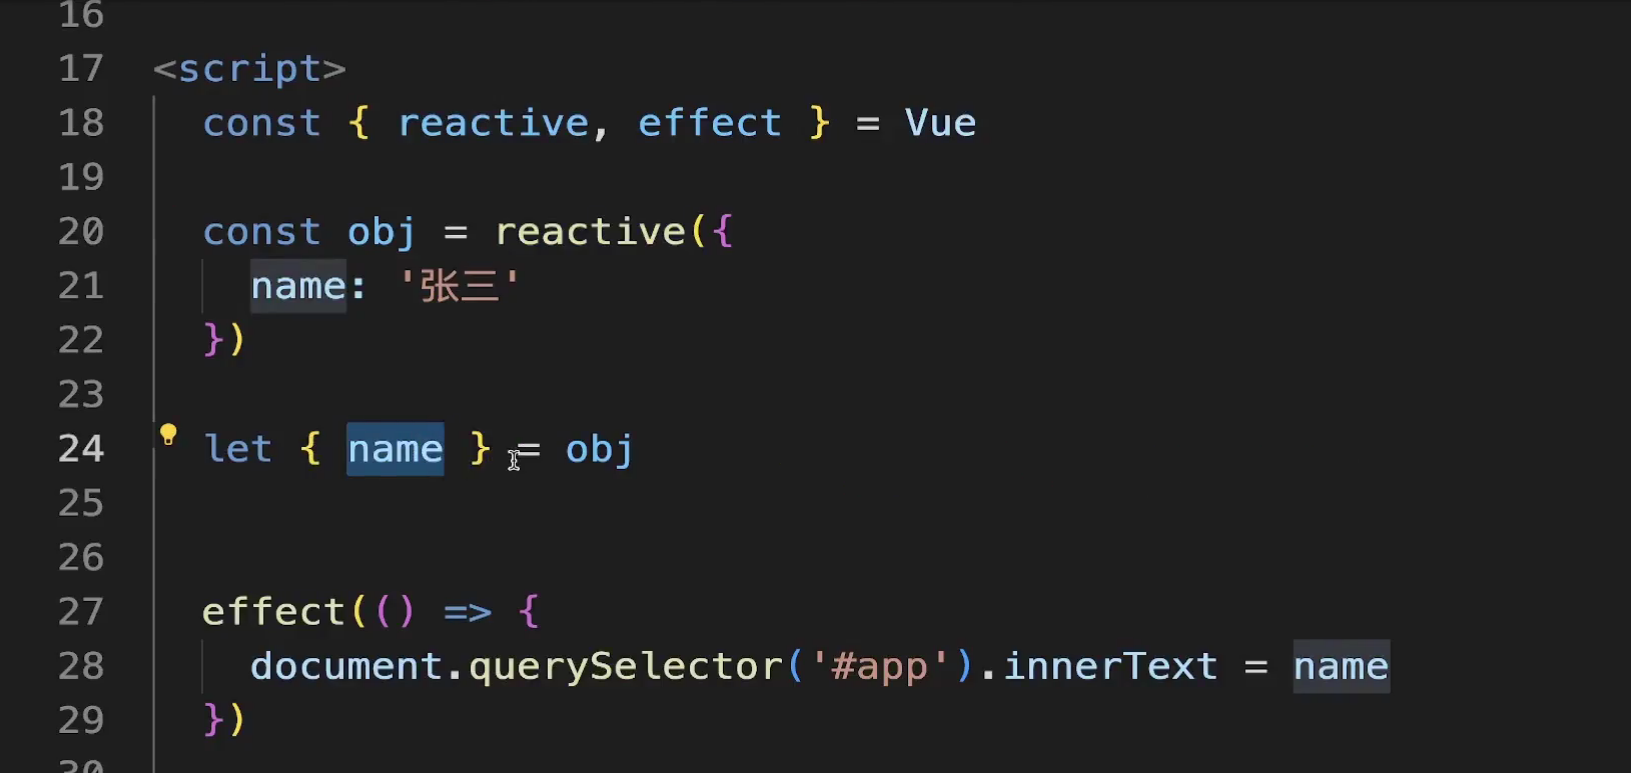 16
17 <script>
18 const { reactive, effect } = Vue
19
20 const obj = reactive({
21 name: '张三'
22 })
23
24 let { name } = obj
25
26
27 effect(() => {
28 document.querySelector('#app').innerText = name
29 })
30